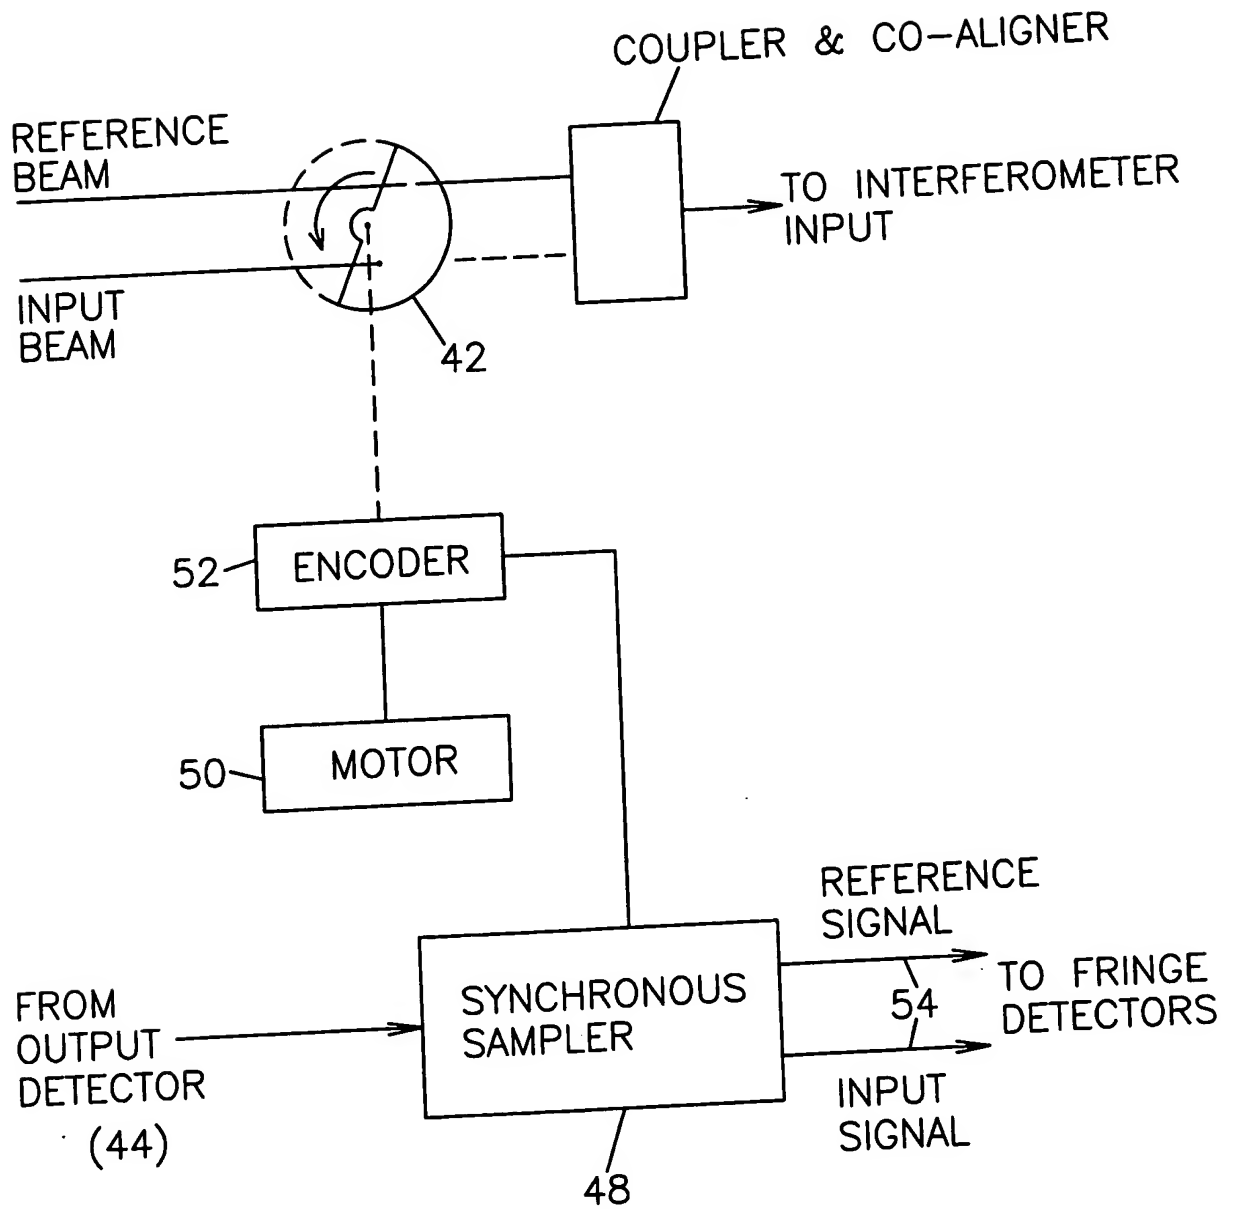 COUPLER & CO-ALIGNER
REFERENCE
BEAM
TO INTERFEROMETER
INPUT
INPUT
BEAM
42
52
ENCODER
50
MOTOR
REFERENCE
SIGNAL
FROM
OUTPUT
DETECTOR
(44)
SYNCHRONOUS
SAMPLER
54
TO FRINGE
DETECTORS
INPUT
SIGNAL
48